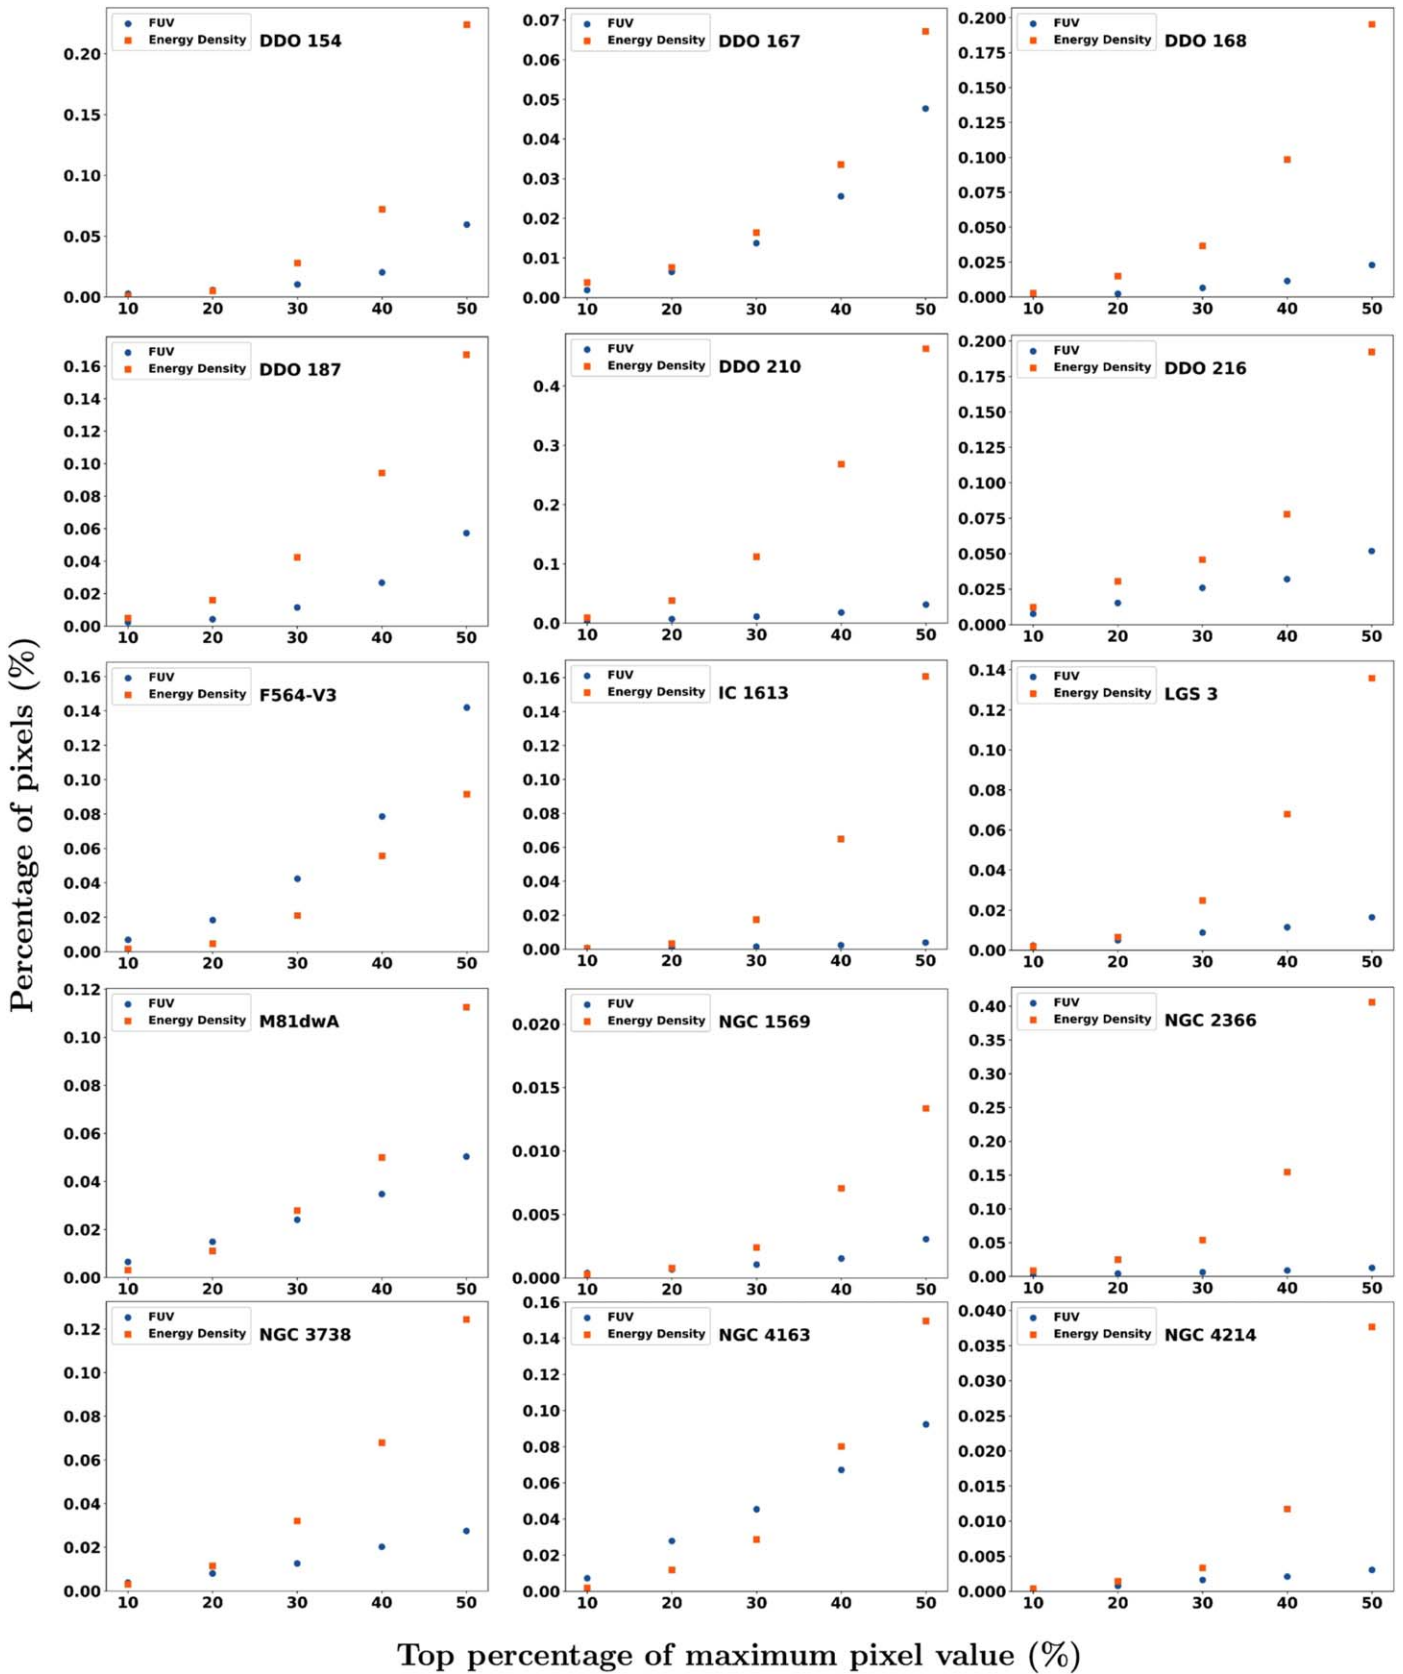 Percentage of pixels (%)
FUV
Energy Density
DDO 154
0.20
0.15
0.10
0.05
0.00
10 20 30 40 50
FUV
Energy Density
DDO 167
0.07
0.06
0.05
0.04
0.03
0.02
0.01
0.00
10 20 30 40 50
FUV
Energy Density
DDO 168
0.200
0.175
0.150
0.125
0.100
0.075
0.050
0.025
0.000
10 20 30 40 50
FUV
Energy Density
DDO 187
0.16
0.14
0.12
0.10
0.08
0.06
0.04
0.02
0.00
10 20 30 40 50
FUV
Energy Density
DDO 210
0.4
0.3
0.2
0.1
0.0
10 20 30 40 50
FUV
Energy Density
DDO 216
0.200
0.175
0.150
0.125
0.100
0.075
0.050
0.025
0.000
10 20 30 40 50
FUV
Energy Density
F564-V3
0.16
0.14
0.12
0.10
0.08
0.06
0.04
0.02
0.00
10 20 30 40 50
FUV
Energy Density
IC 1613
0.16
0.14
0.12
0.10
0.08
0.06
0.04
0.02
0.00
10 20 30 40 50
FUV
Energy Density
LGS 3
0.14
0.12
0.10
0.08
0.06
0.04
0.02
0.00
10 20 30 40 50
FUV
Energy Density
M81dwA
0.12
0.10
0.08
0.06
0.04
0.02
0.00
10 20 30 40 50
FUV
Energy Density
NGC 1569
0.020
0.015
0.010
0.005
0.000
10 20 30 40 50
FUV
Energy Density
NGC 2366
0.40
0.35
0.30
0.25
0.20
0.15
0.10
0.05
0.00
10 20 30 40 50
FUV
Energy Density
NGC 3738
0.12
0.10
0.08
0.06
0.04
0.02
0.00
10 20 30 40 50
FUV
Energy Density
NGC 4163
0.16
0.14
0.12
0.10
0.08
0.06
0.04
0.02
0.00
10 20 30 40 50
FUV
Energy Density
NGC 4214
0.040
0.035
0.030
0.025
0.020
0.015
0.010
0.005
0.000
10 20 30 40 50
Top percentage of maximum pixel value (%)